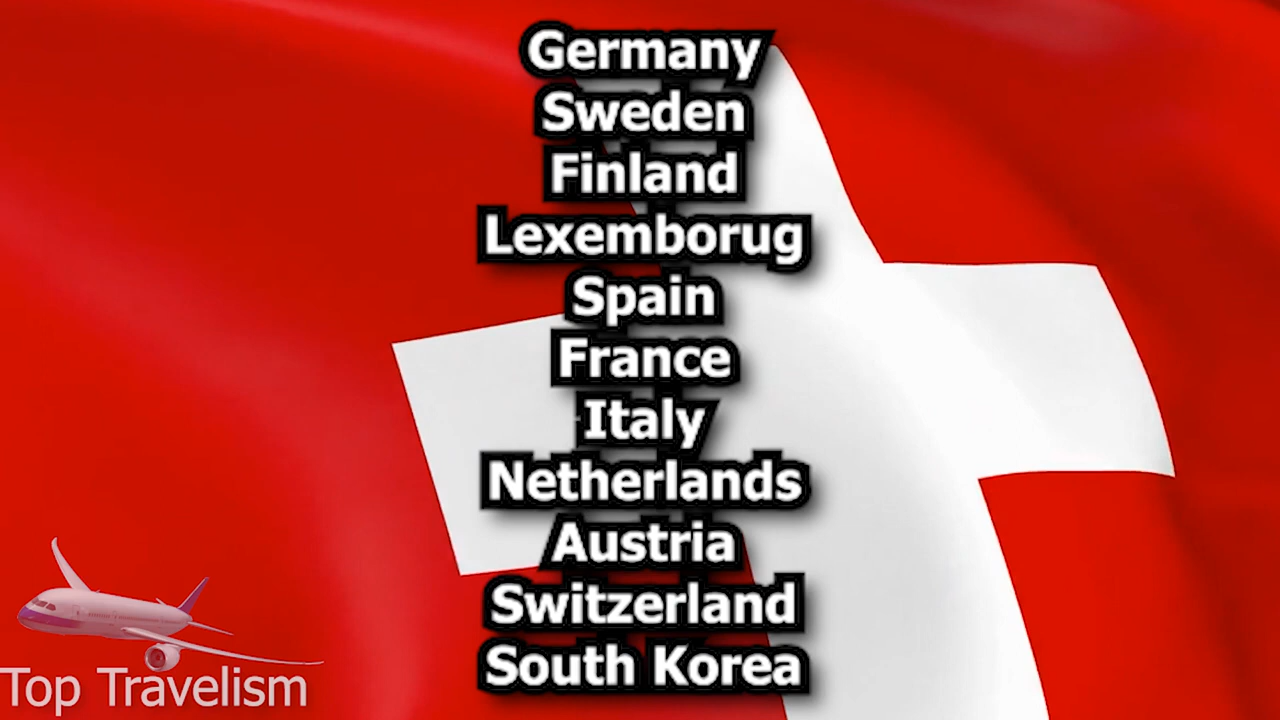 Germany
Sweden
Finland
Lexemborug
Spain
France
Italy
Netherlands
Austria
Switzerland
South Korea
Top Travelism